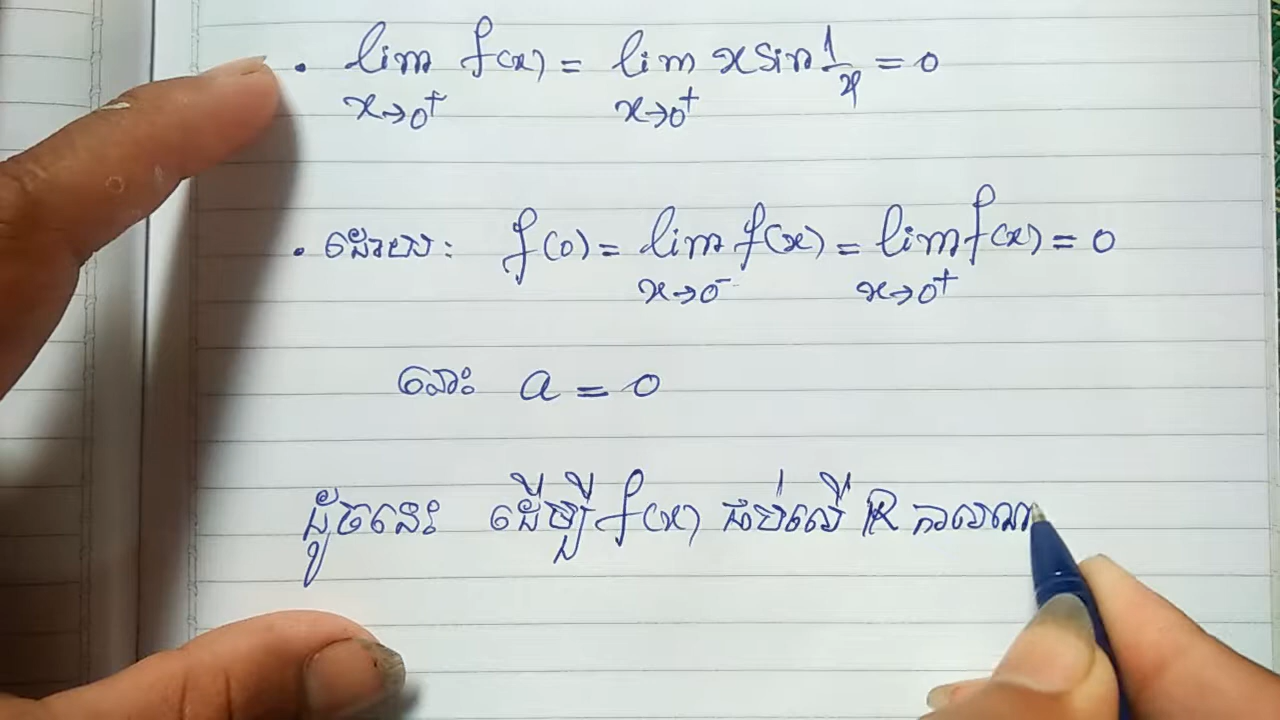 • lim f(x) = lim x sin 1/x = 0
x→0⁺ x→0⁺
• ដោយ: f(0) = lim f(x) = lim f(x) = 0
x→0⁻ x→0⁺
នោះ a = 0
ដូចនេះ ដើម្បី f(x) ជាប់លើ ℝ កាលណា